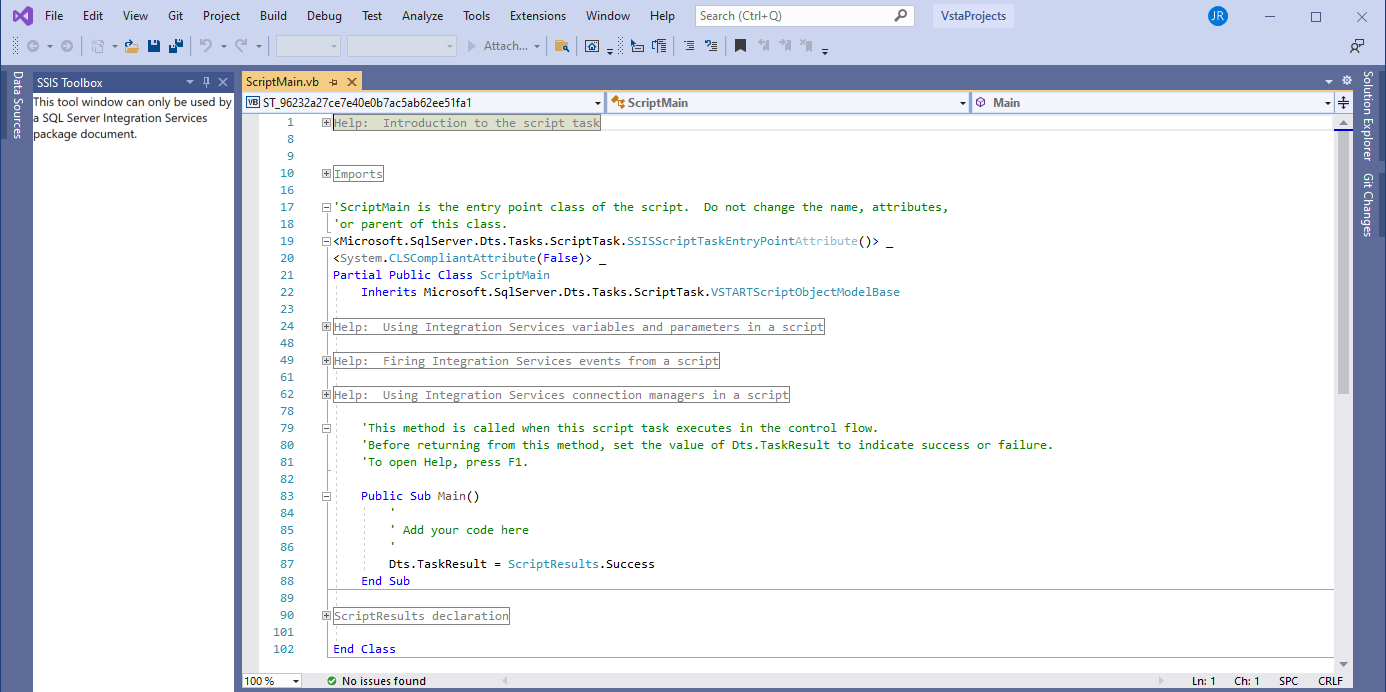 File Edit View Git Project Build Debug Test Analyze Tools Extensions Window Help Search (Ctrl+Q) VstaProjects JR
Attach...
Data Sources
SSIS Toolbox
This tool window can only be used by
a SQL Server Integration Services
package document.
ScriptMain.vb
VB ST_96232a27ce7e40e0b7ac5ab62ee51fa1 ScriptMain Main
1 Help:  Introduction to the script task
8
9
10 Imports
16
17 'ScriptMain is the entry point class of the script.  Do not change the name, attributes,
18 'or parent of this class.
19 <Microsoft.SqlServer.Dts.Tasks.ScriptTask.SSISScriptTaskEntryPointAttribute()> _
20 <System.CLSCompliantAttribute(False)> _
21 Partial Public Class ScriptMain
22 Inherits Microsoft.SqlServer.Dts.Tasks.ScriptTask.VSTARTScriptObjectModelBase
23
24 Help:  Using Integration Services variables and parameters in a script
48
49 Help:  Firing Integration Services events from a script
61
62 Help:  Using Integration Services connection managers in a script
78
79 'This method is called when this script task executes in the control flow.
80 'Before returning from this method, set the value of Dts.TaskResult to indicate success or failure.
81 'To open Help, press F1.
82
83 Public Sub Main()
84 '
85 ' Add your code here
86 '
87 Dts.TaskResult = ScriptResults.Success
88 End Sub
89
90 ScriptResults declaration
101
102 End Class
100 % No issues found Ln: 1 Ch: 1 SPC CRLF
Solution Explorer
Git Changes